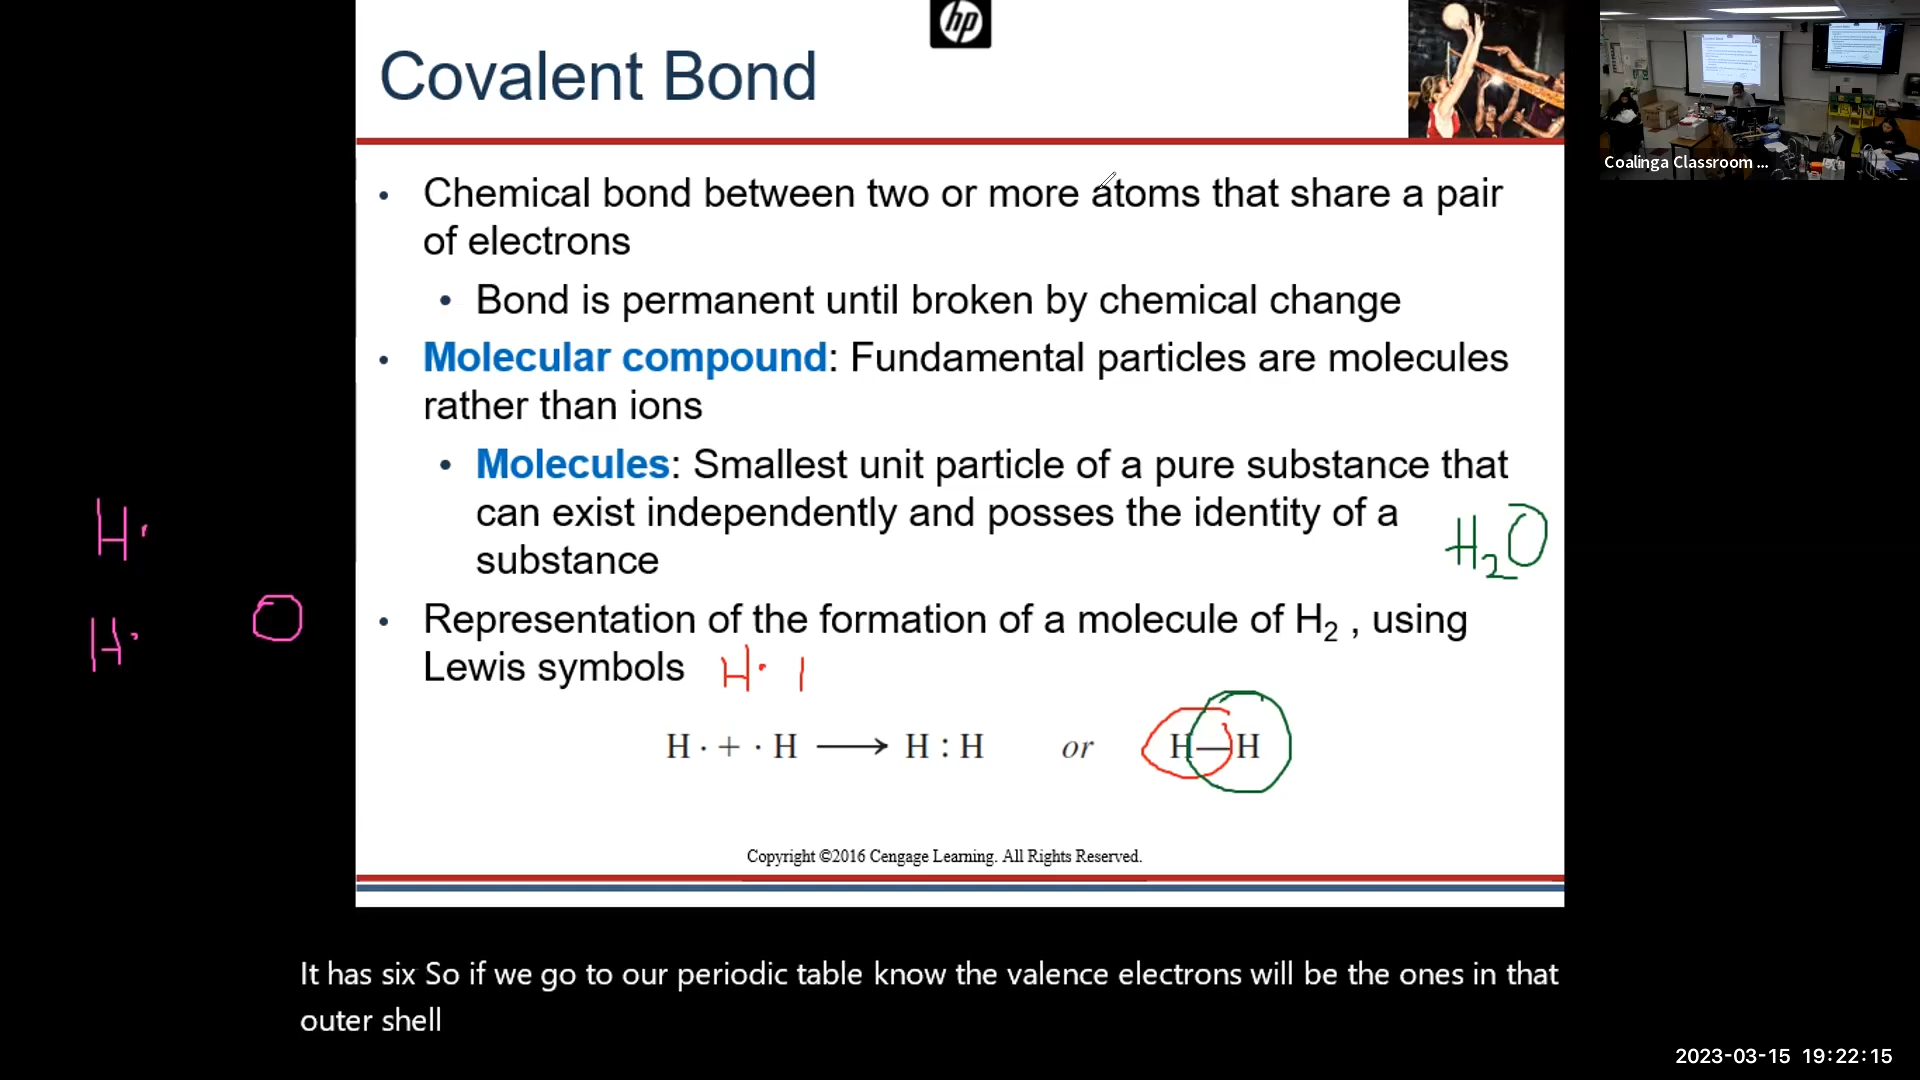 hp
Covalent Bond
Coalinga Classroom ...
• Chemical bond between two or more atoms that share a pair
of electrons
• Bond is permanent until broken by chemical change
• Molecular compound: Fundamental particles are molecules
rather than ions
• Molecules: Smallest unit particle of a pure substance that
can exist independently and posses the identity of a
substance
H₂O
H·
H·
O
• Representation of the formation of a molecule of H₂ , using
Lewis symbols H· I
H · + · H ⟶ H : H or H—H
Copyright ©2016 Cengage Learning. All Rights Reserved.
It has six So if we go to our periodic table know the valence electrons will be the ones in that
outer shell
2023-03-15 19:22:15